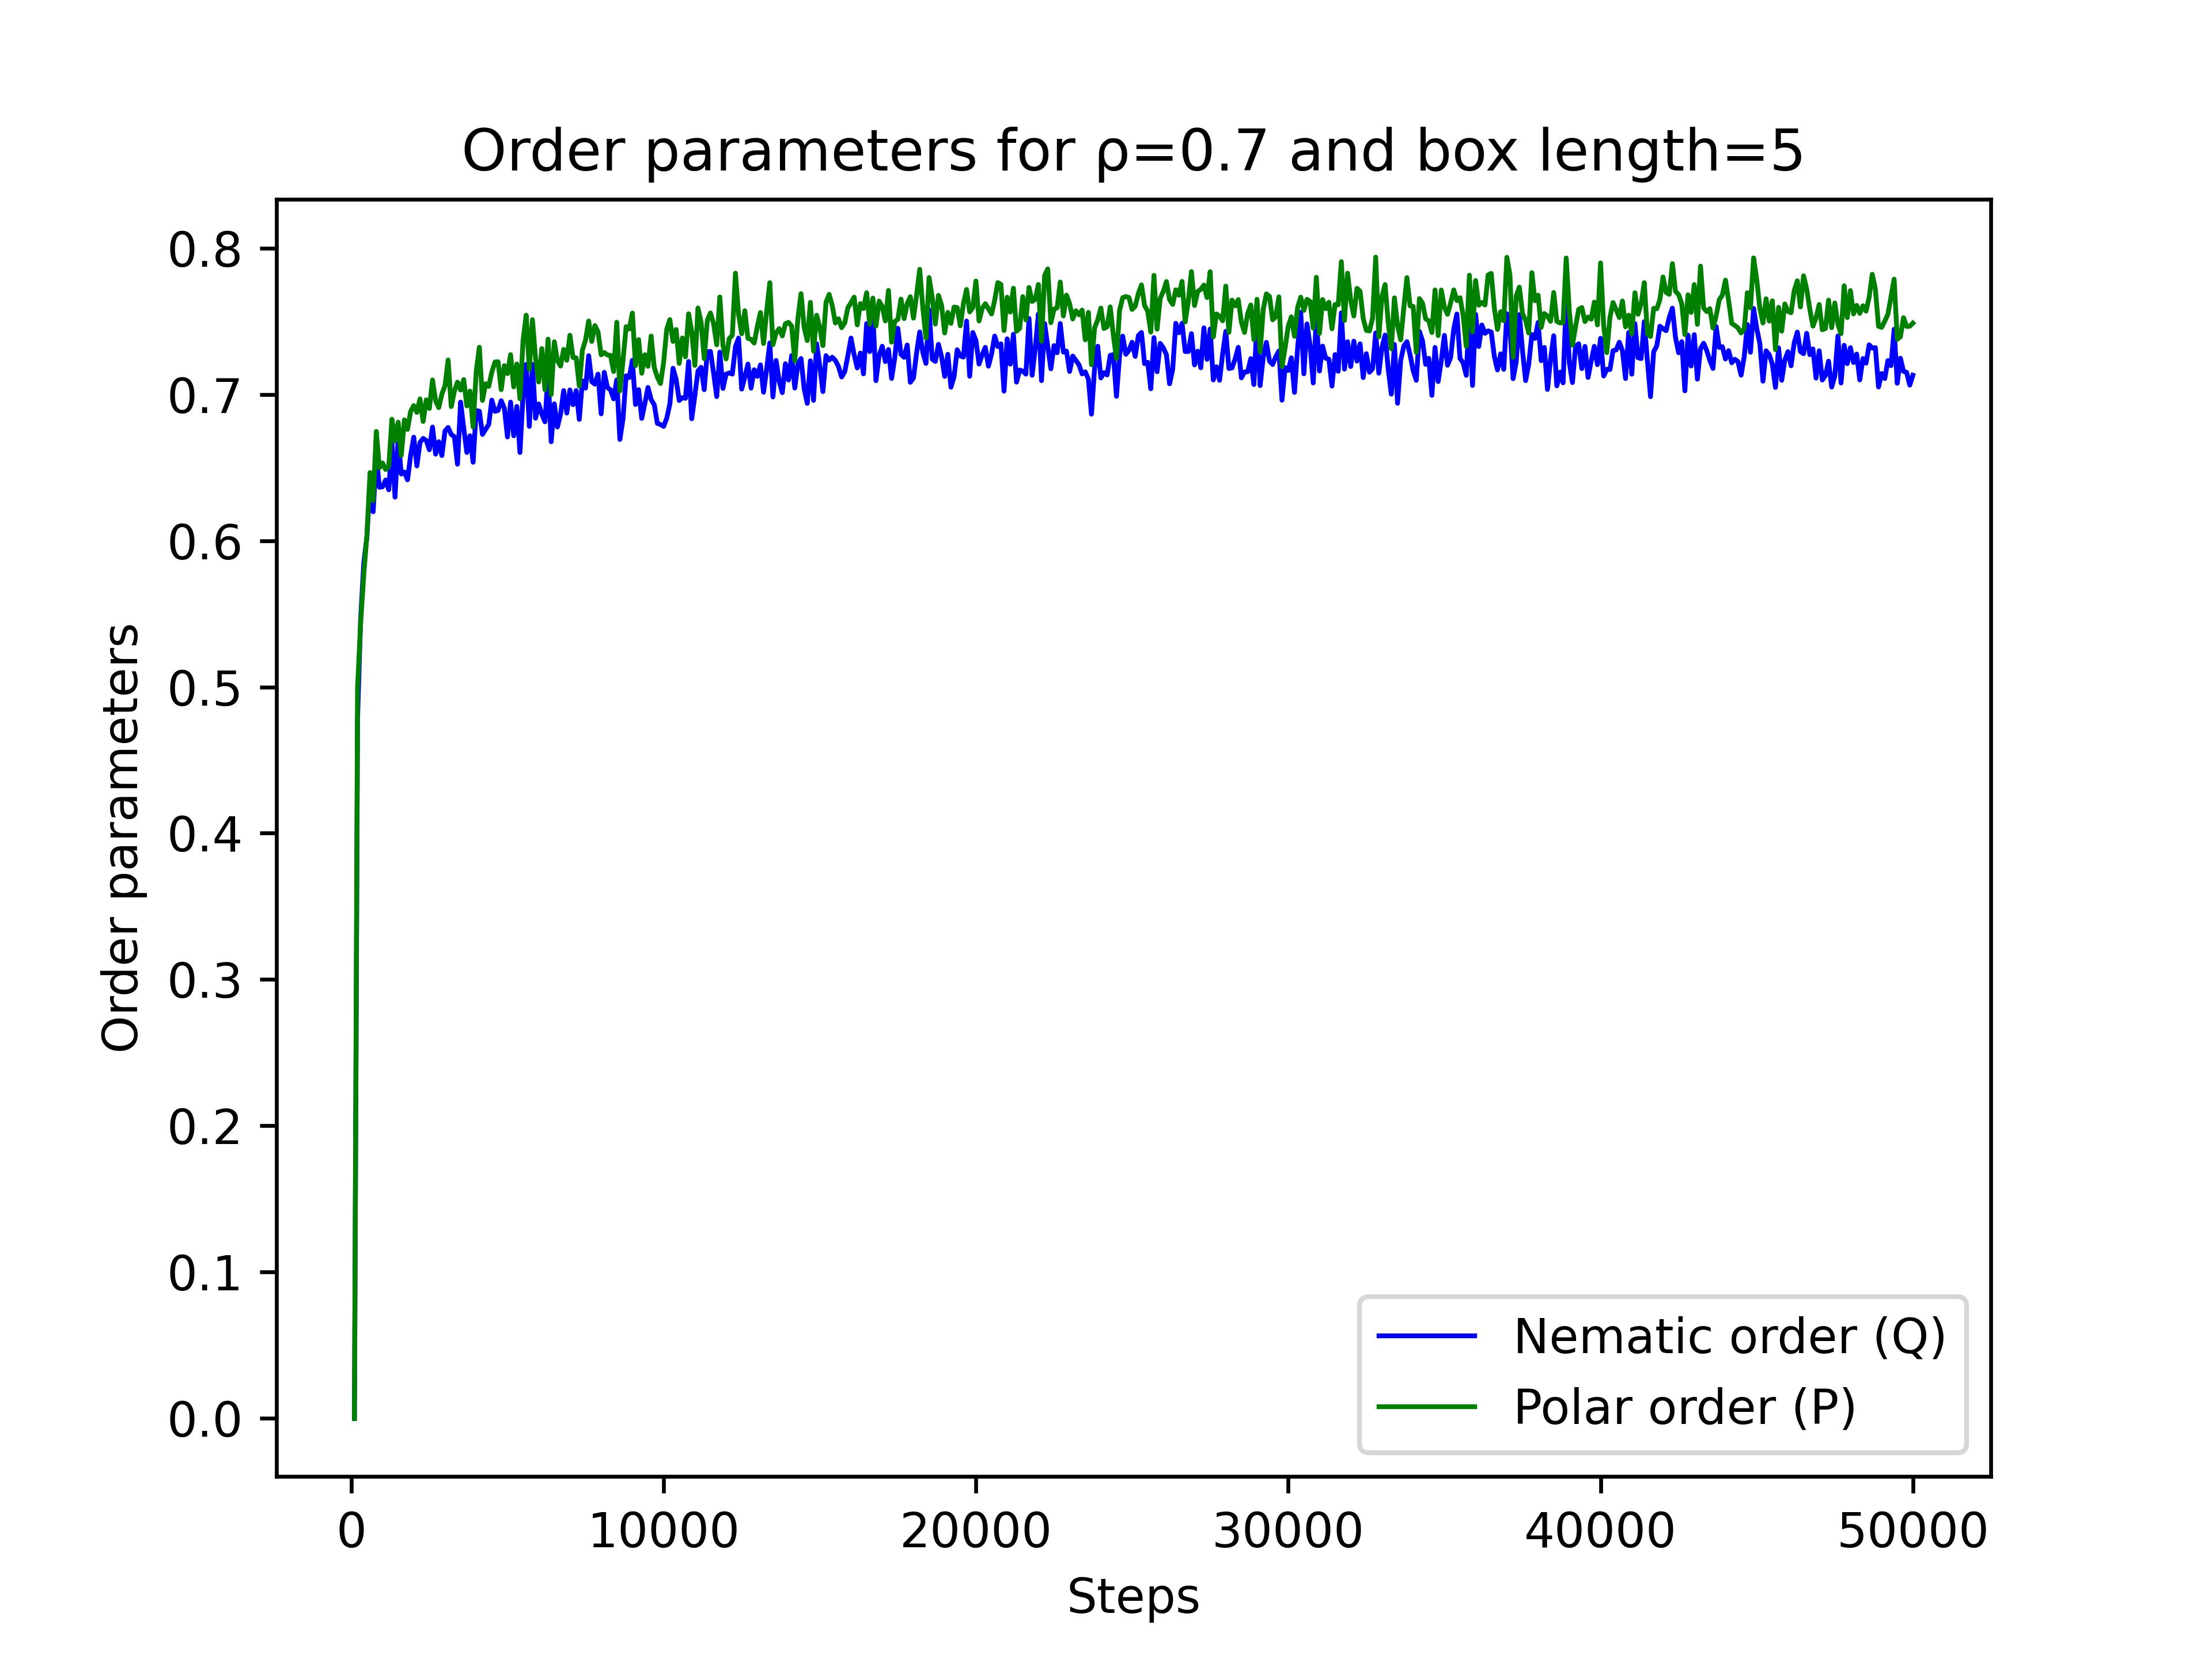 Order parameters for ρ=0.7 and box length=5
0.8
0.7
0.6
0.5
0.4
0.3
0.2
0.1
0.0
Order parameters
Nematic order (Q)
Polar order (P)
0 10000 20000 30000 40000 50000
Steps